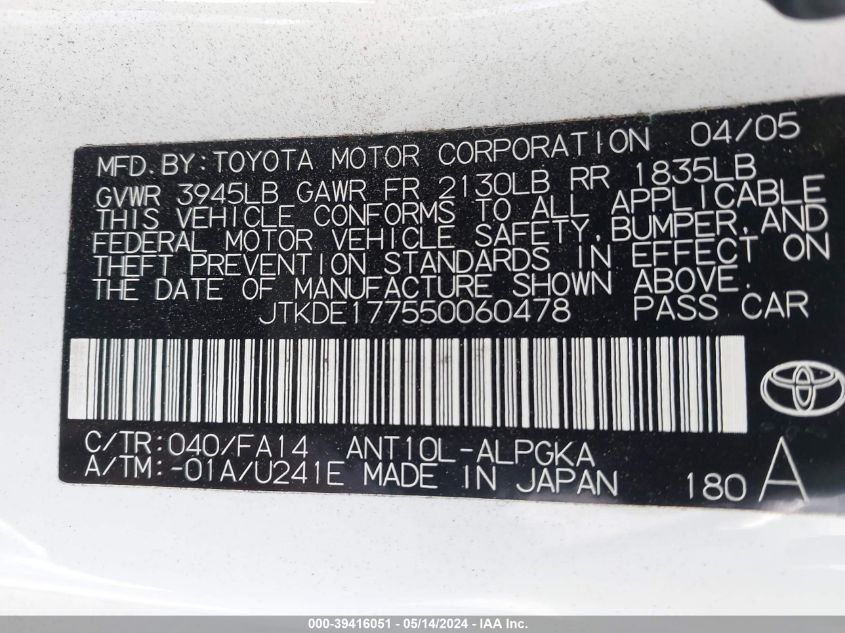 MFD. BY: TOYOTA MOTOR CORPORATION 04/05
GVWR 3945LB GAWR FR 2130LB RR 1835LB
THIS VEHICLE CONFORMS TO ALL APPLICABLE
FEDERAL MOTOR VEHICLE SAFETY, BUMPER, AND
THEFT PREVENTION STANDARDS IN EFFECT ON
THE DATE OF MANUFACTURE SHOWN ABOVE.
JTKDE177550060478 PASS CAR
C/TR: 040/FA14 ANT10L-ALPGKA
A/TM: -01A/U241E MADE IN JAPAN 180 A
000-39416051 - 05/14/2024 - IAA Inc.